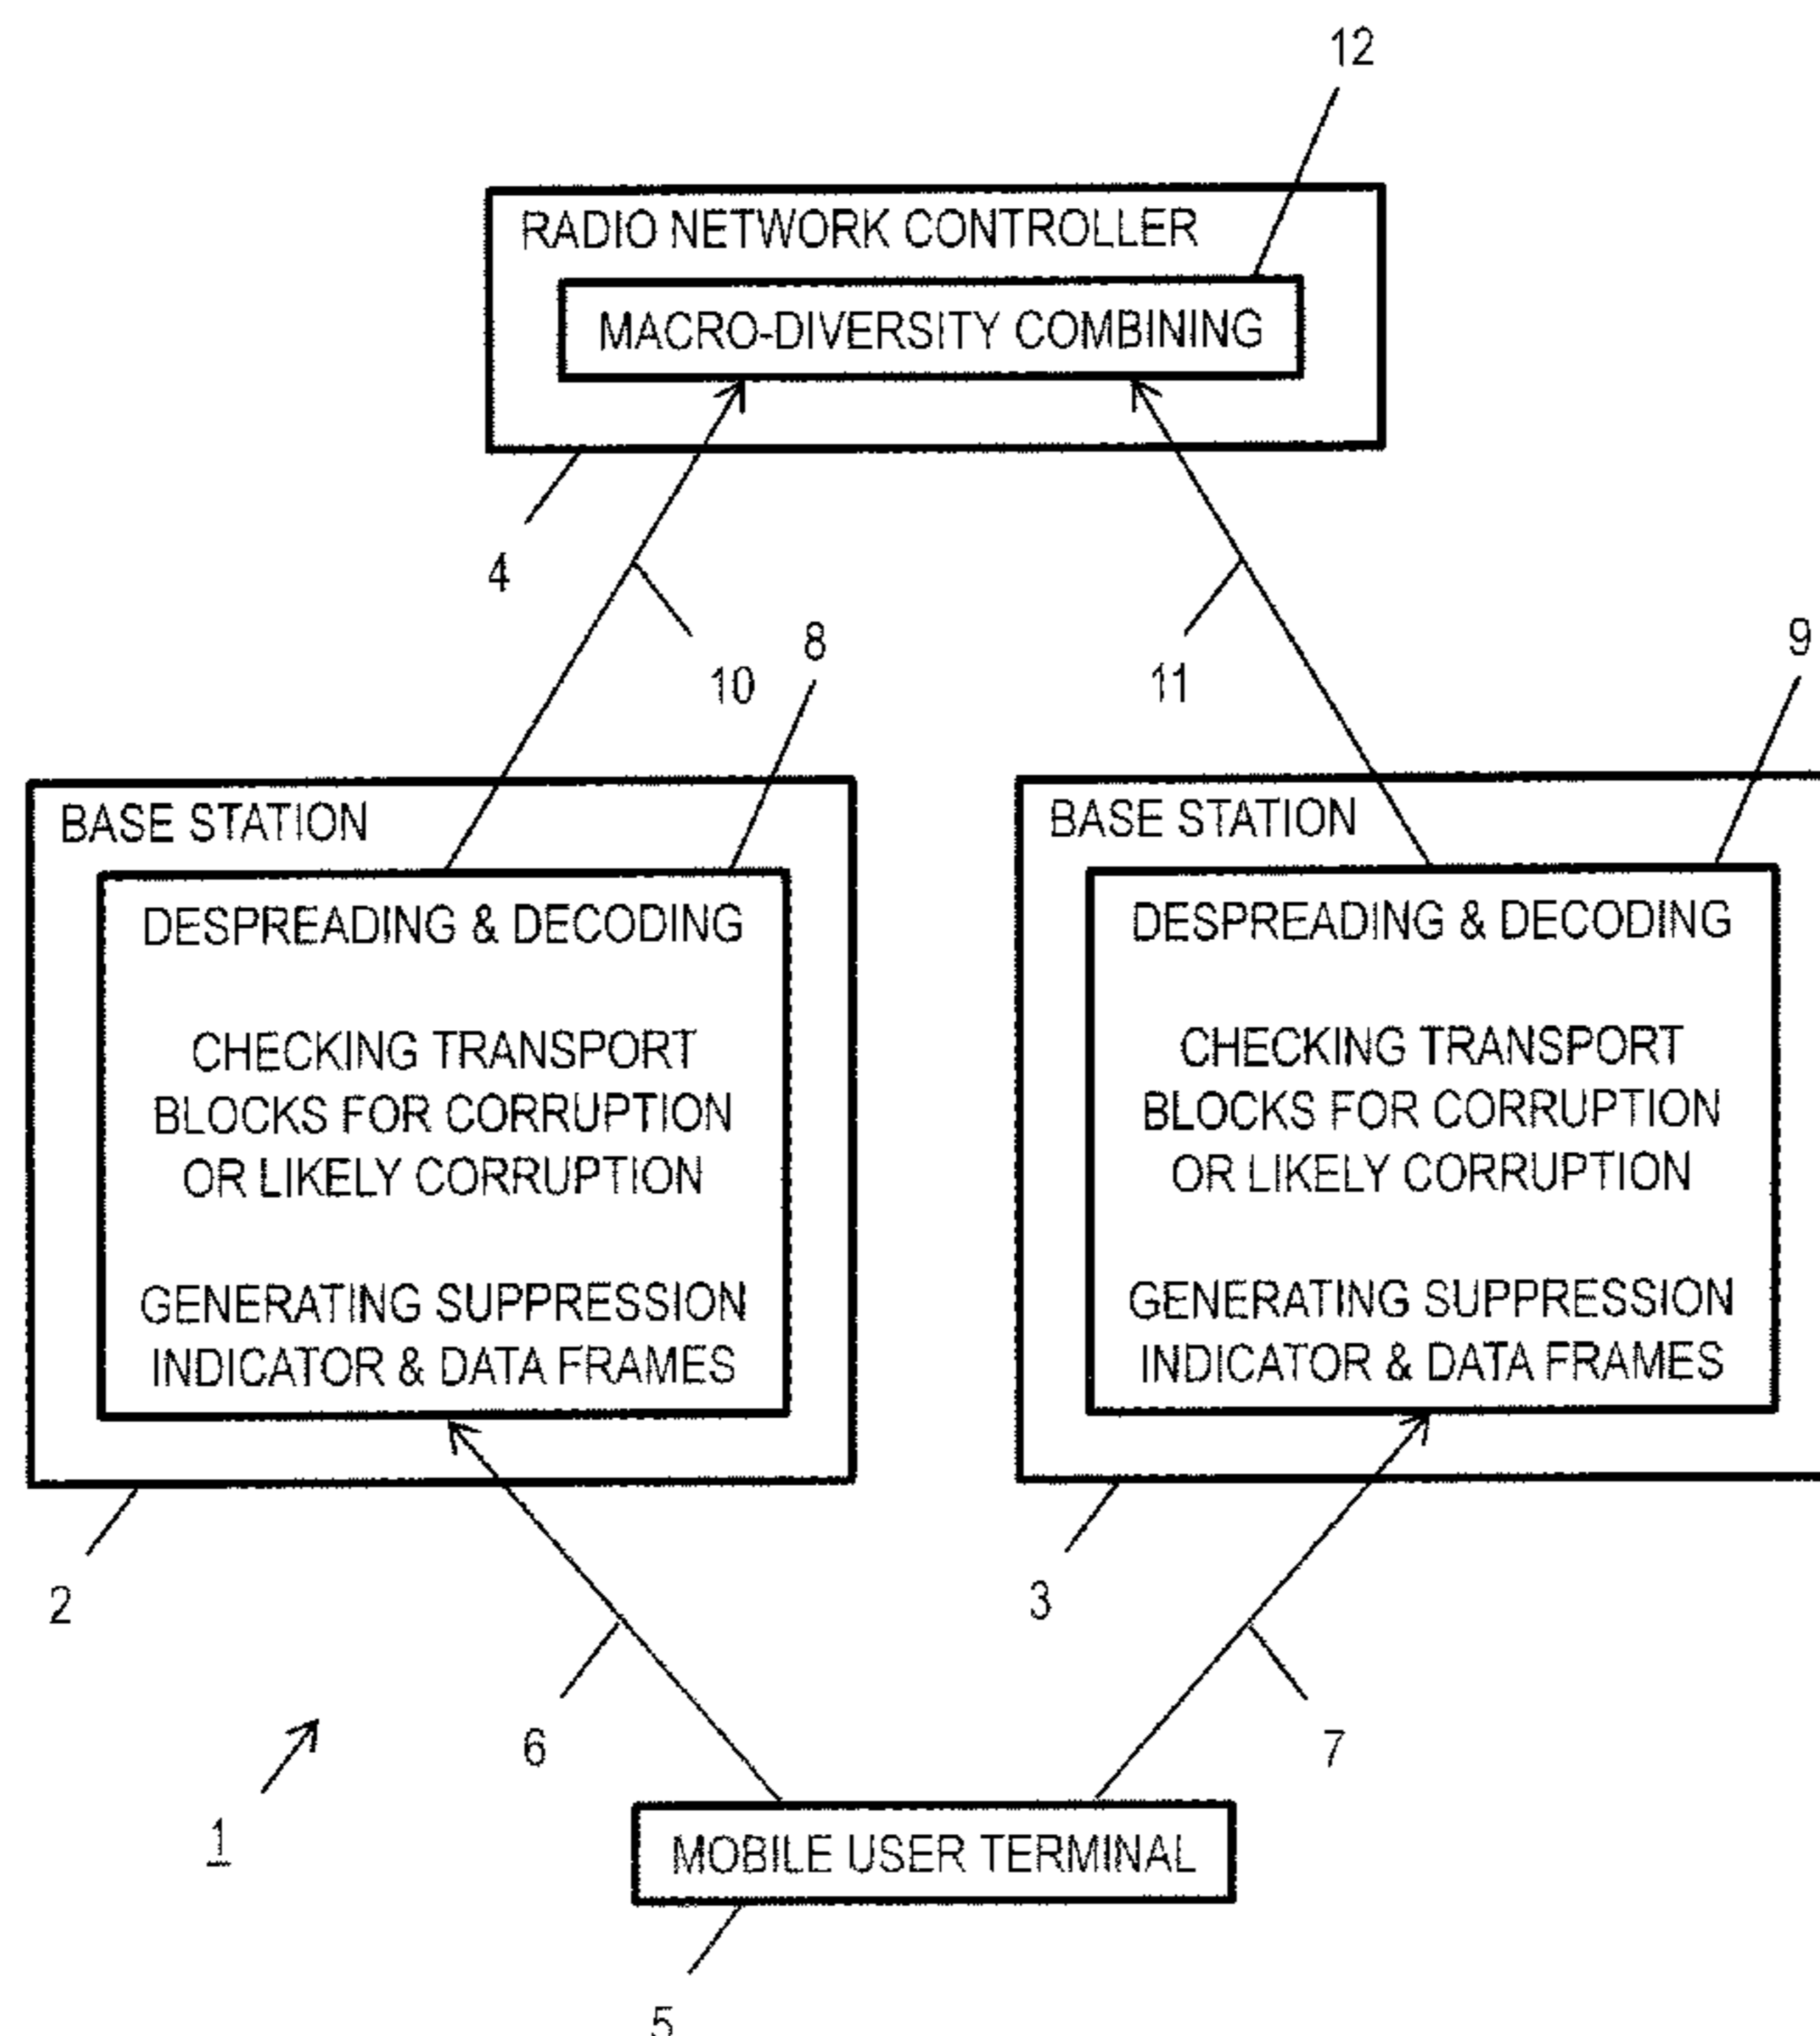 12
RADIO NETWORK CONTROLLER
MACRO-DIVERSITY COMBINING
4
10
11
8
9
BASE STATION
DESPREADING & DECODING
CHECKING TRANSPORT
BLOCKS FOR CORRUPTION
OR LIKELY CORRUPTION
GENERATING SUPPRESSION
INDICATOR & DATA FRAMES
BASE STATION
DESPREADING & DECODING
CHECKING TRANSPORT
BLOCKS FOR CORRUPTION
OR LIKELY CORRUPTION
GENERATING SUPPRESSION
INDICATOR & DATA FRAMES
2
3
6
7
1
MOBILE USER TERMINAL
5